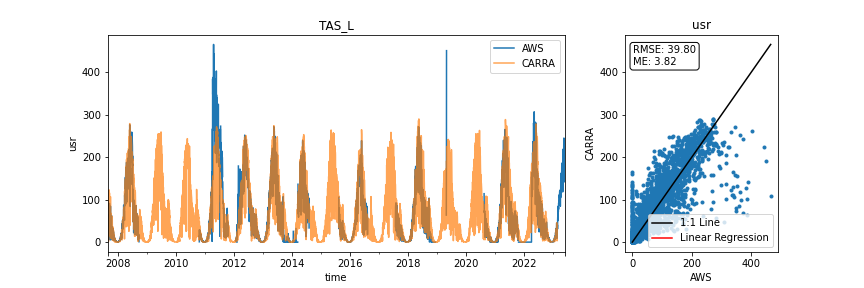 TAS_L
usr
400
300
200
100
0
2008
2010
2012
2014
2016
2018
2020
2022
time
AWS
CARRA
usr
CARRA
400
300
200
100
0
0
200
400
AWS
RMSE: 39.80
ME: 3.82
1:1 Line
Linear Regression